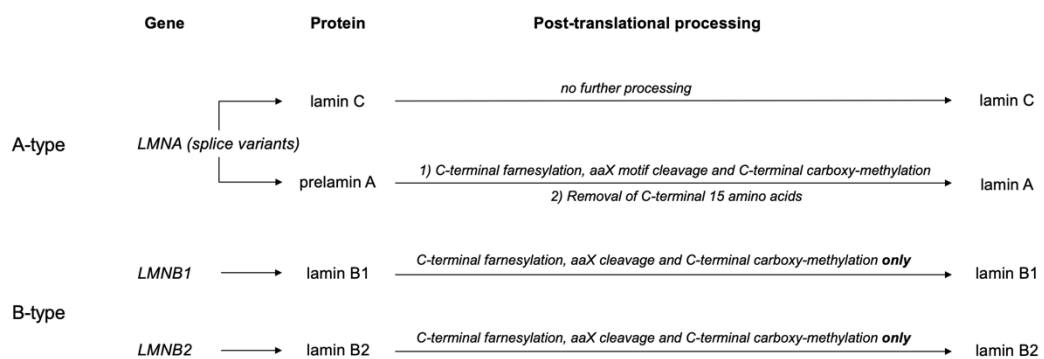 Gene Protein Post-translational processing
lamin C no further processing lamin C
A-type LMNA (splice variants)
prelamin A 1) C-terminal farnesylation, aaX motif cleavage and C-terminal carboxy-methylation lamin A
2) Removal of C-terminal 15 amino acids
LMNB1 lamin B1 C-terminal farnesylation, aaX cleavage and C-terminal carboxy-methylation only lamin B1
B-type
LMNB2 lamin B2 C-terminal farnesylation, aaX cleavage and C-terminal carboxy-methylation only lamin B2